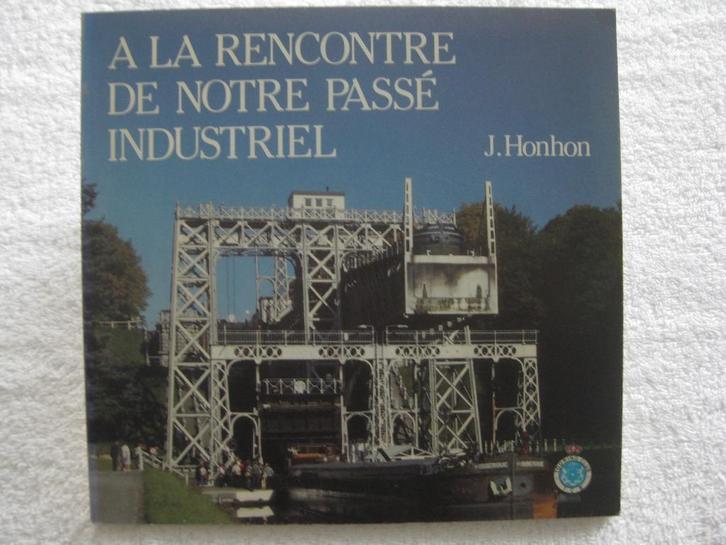 A LA RENCONTRE
DE NOTRE PASSÉ
INDUSTRIEL
J. Honhon